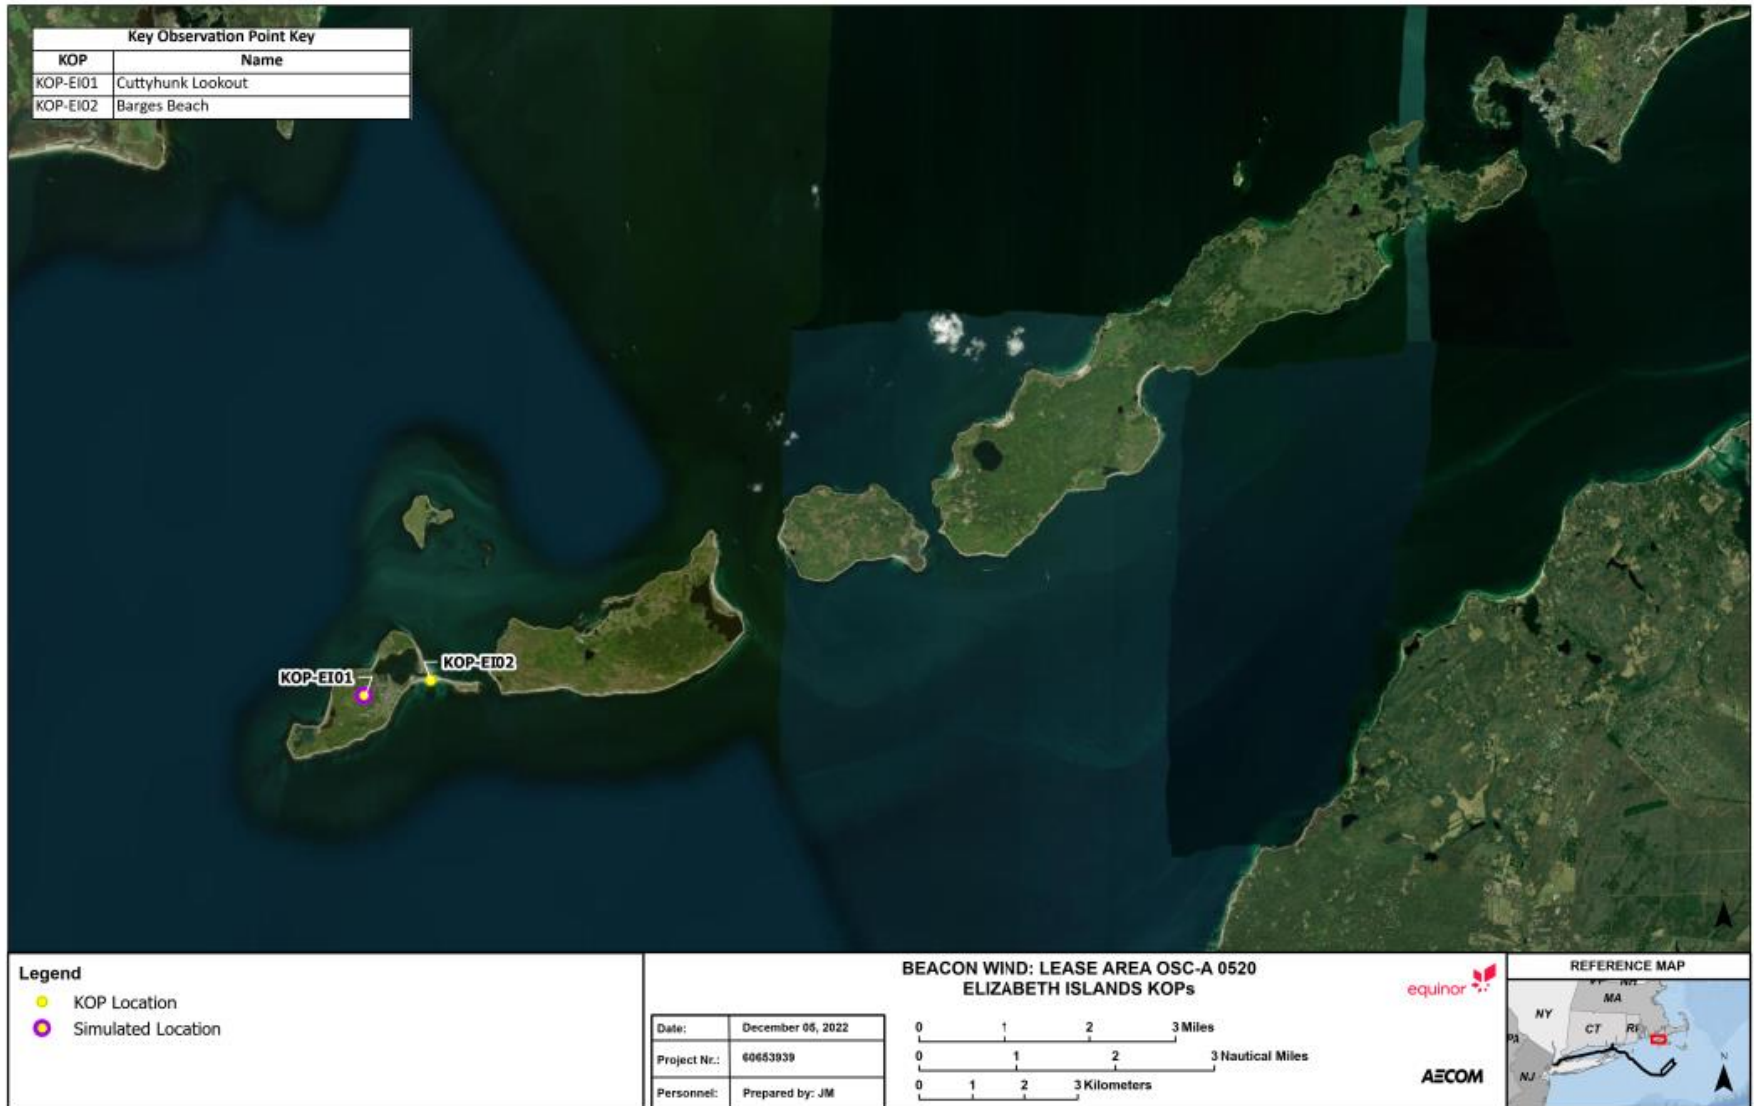 Key Observation Point Key
KOP Name
KOP-EI01 Cuttyhunk Lookout
KOP-EI02 Barges Beach
KOP-EI02
KOP-EI01
Legend
KOP Location
Simulated Location
BEACON WIND: LEASE AREA OSC-A 0520
ELIZABETH ISLANDS KOPs
equinor
Date: December 05, 2022
Project Nr.: 60653939
Personnel: Prepared by: JM
0 1 2 3 Miles
0 1 2 3 Nautical Miles
0 1 2 3 Kilometers
AECOM
REFERENCE MAP
MA
NY
CT RI
PA
NJ
N